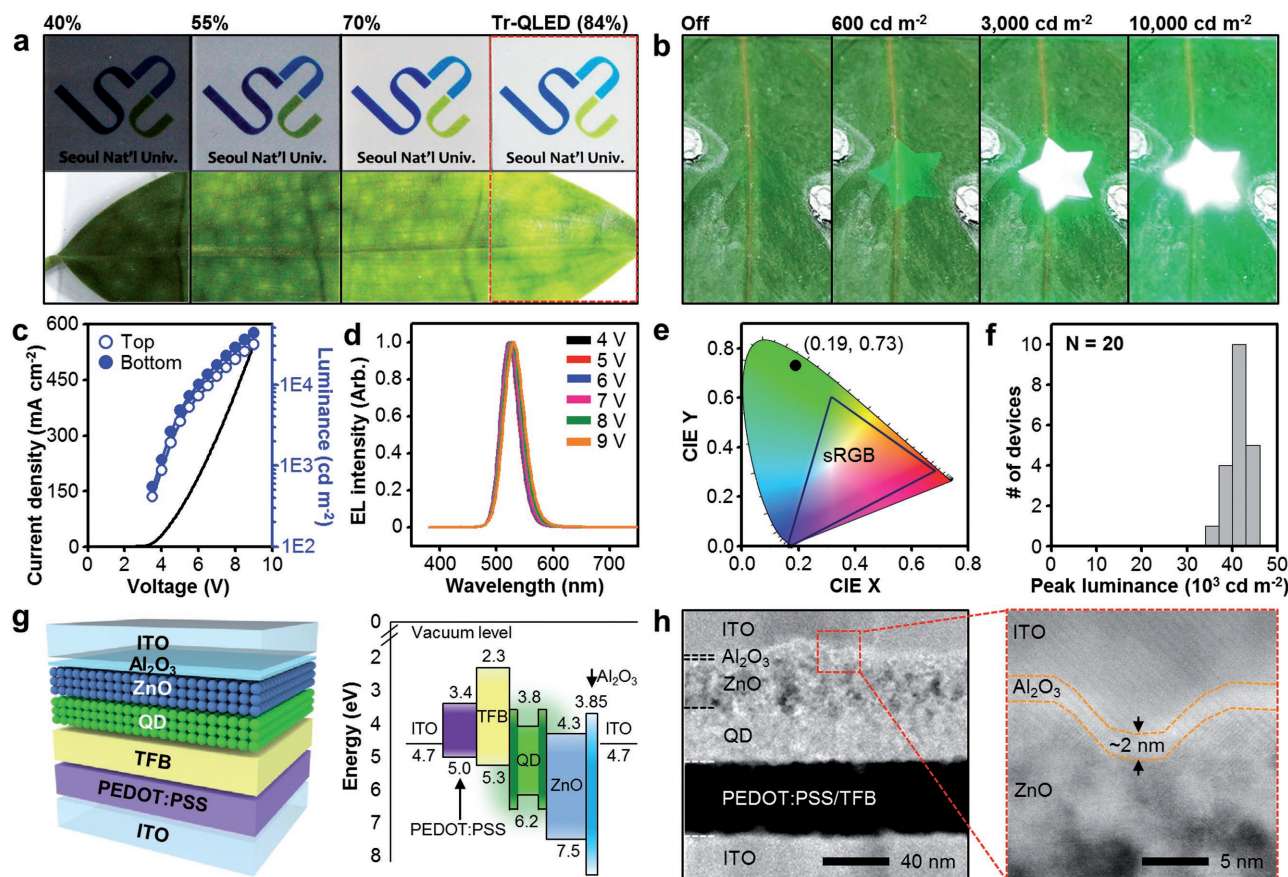 40% 55% 70% Tr-QLED (84%)
a
Seoul Nat'l Univ. Seoul Nat'l Univ. Seoul Nat'l Univ. Seoul Nat'l Univ.
b
Off 600 cd m⁻² 3,000 cd m⁻² 10,000 cd m⁻²
c
Current density (mA cm⁻²)
600
450
300
150
0
Top
Bottom
1E4
1E3
1E2
Luminance (cd m⁻²)
0 2 4 6 8 10
Voltage (V)
d
EL intensity (Arb.)
1.0
0.8
0.6
0.4
0.2
0
4 V
5 V
6 V
7 V
8 V
9 V
400 500 600 700
Wavelength (nm)
e
CIE Y
0.8
0.6
0.4
0.2
0.0
(0.19, 0.73)
sRGB
0.0 0.2 0.4 0.6 0.8
CIE X
f
# of devices
10
8
6
4
2
0
N = 20
0 10 20 30 40 50
Peak luminance (10³ cd m⁻²)
g
ITO
Al₂O₃
ZnO
QD
TFB
PEDOT:PSS
ITO
Energy (eV)
0
2
3
4
5
6
7
8
Vacuum level
2.3
Al₂O₃
3.4
3.8
3.85
4.3
ITO
TFB
ITO
4.7
QD
4.7
5.0
5.3
ZnO
PEDOT:PSS
6.2
7.5
h
ITO
Al₂O₃
ZnO
QD
PEDOT:PSS/TFB
ITO
40 nm
ITO
Al₂O₃
~2 nm
ZnO
5 nm